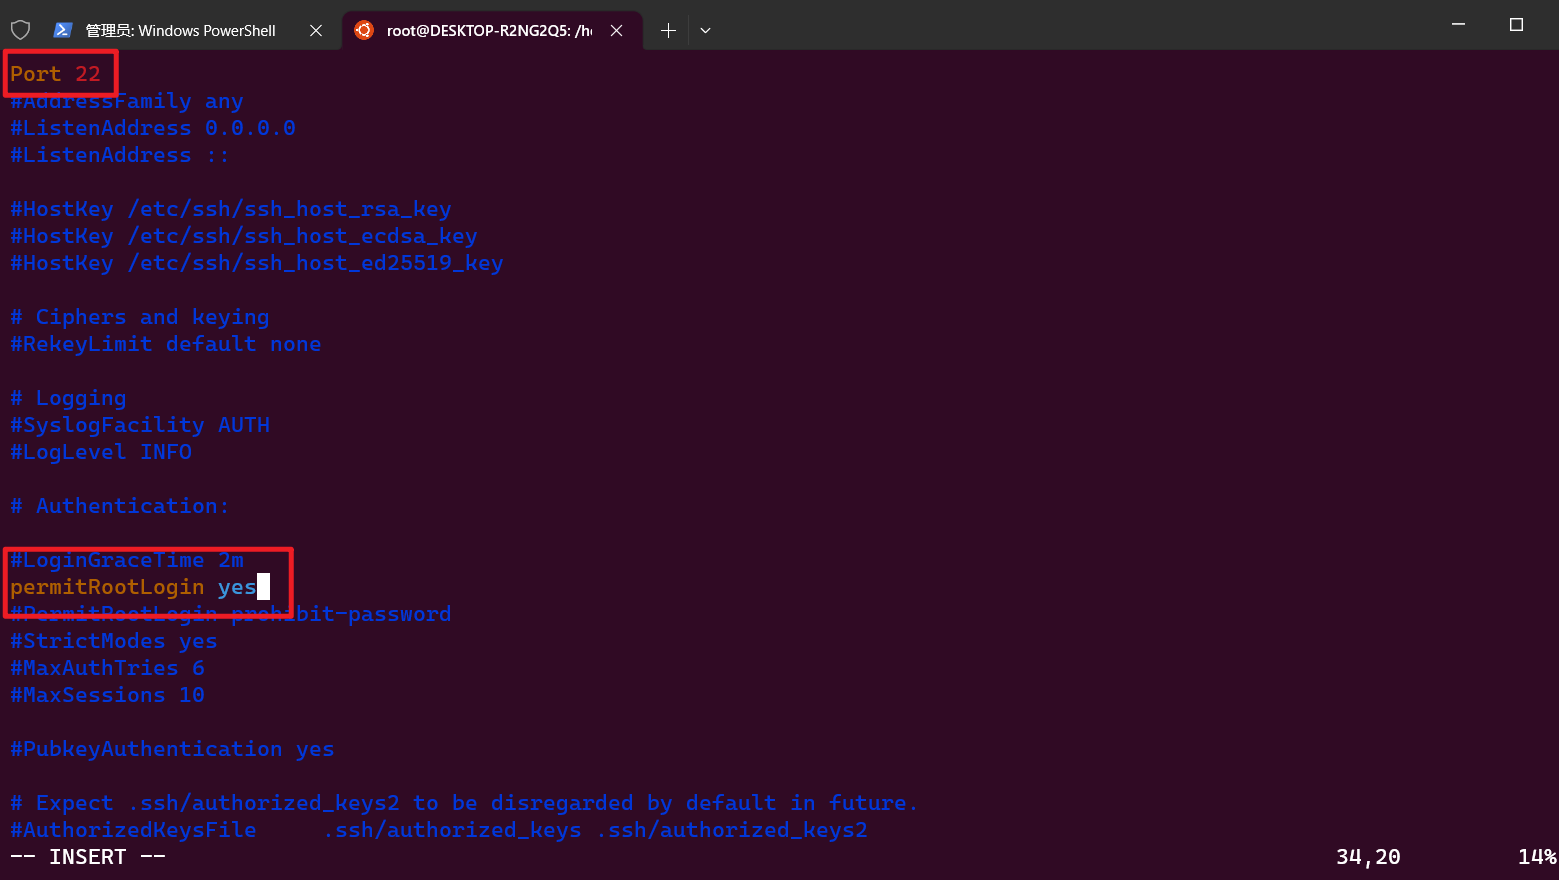 管理员: Windows PowerShell
root@DESKTOP-R2NG2Q5: /h
Port 22
#AddressFamily any
#ListenAddress 0.0.0.0
#ListenAddress ::
#HostKey /etc/ssh/ssh_host_rsa_key
#HostKey /etc/ssh/ssh_host_ecdsa_key
#HostKey /etc/ssh/ssh_host_ed25519_key
# Ciphers and keying
#RekeyLimit default none
# Logging
#SyslogFacility AUTH
#LogLevel INFO
# Authentication:
#LoginGraceTime 2m
permitRootLogin yes
#PermitRootLogin prohibit-password
#StrictModes yes
#MaxAuthTries 6
#MaxSessions 10
#PubkeyAuthentication yes
# Expect .ssh/authorized_keys2 to be disregarded by default in future.
#AuthorizedKeysFile     .ssh/authorized_keys .ssh/authorized_keys2
-- INSERT -- 34,20 14%